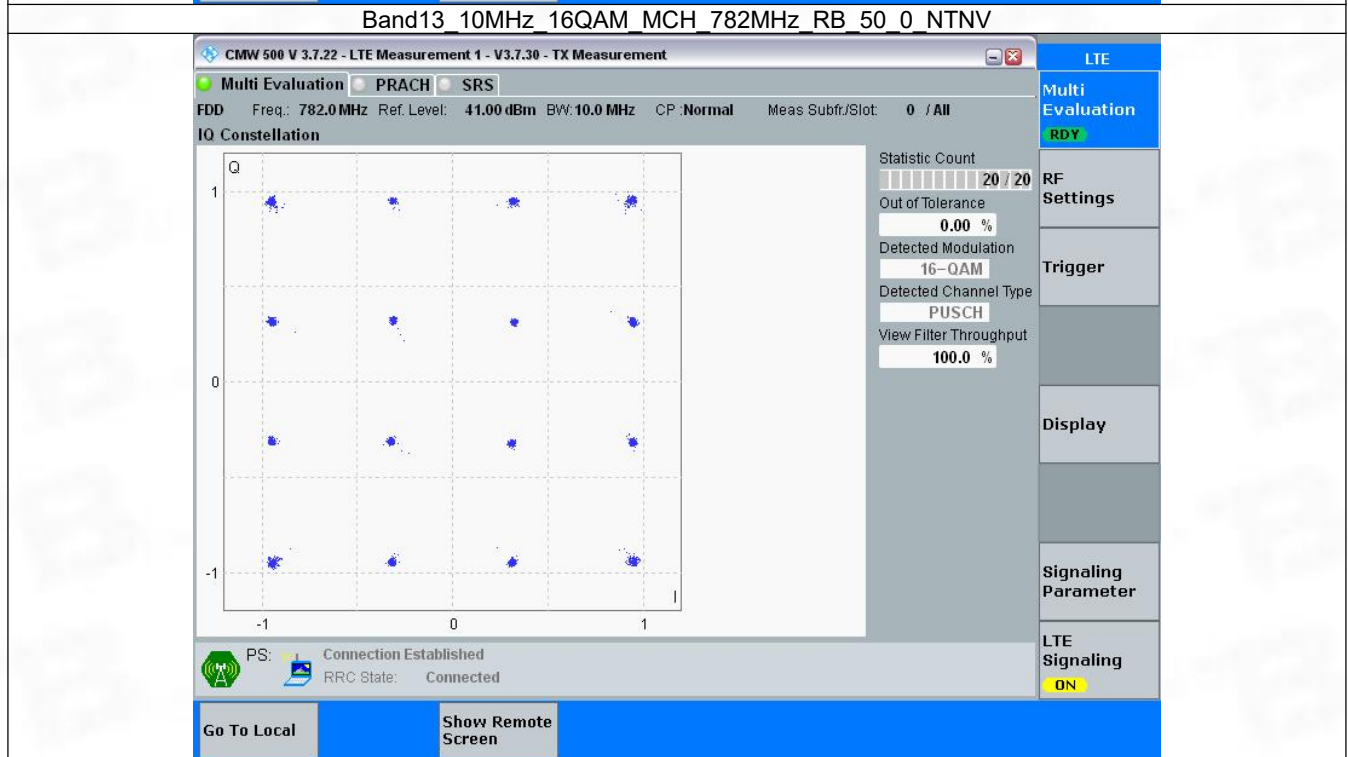 Band13_10MHz_16QAM_MCH_782MHz_RB_50_0_NTNV
CMW 500 V 3.7.22 - LTE Measurement 1 - V3.7.30 - TX Measurement
LTE
Multi Evaluation PRACH SRS
Multi
Evaluation
RDY
FDD Freq.: 782.0 MHz Ref. Level: 41.00 dBm BW: 10.0 MHz CP :Normal Meas Subfr./Slot: 0 / All
IQ Constellation
Q
1
0
-1
I
-1 0 1
Statistic Count
20 / 20
Out of Tolerance
0.00 %
Detected Modulation
16-QAM
Detected Channel Type
PUSCH
View Filter Throughput
100.0 %
RF
Settings
Trigger
Display
Signaling
Parameter
LTE
Signaling
ON
PS: Connection Established
RRC State: Connected
Go To Local
Show Remote
Screen